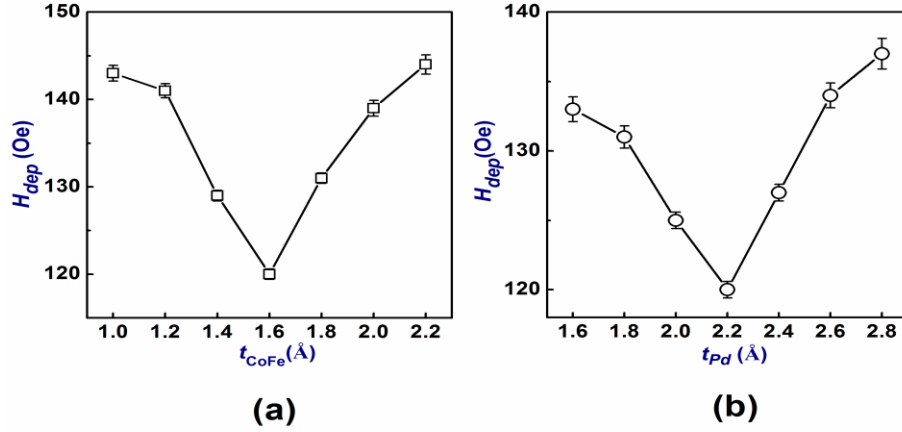 150
140
130
120
H_dep (Oe)
1.0 1.2 1.4 1.6 1.8 2.0 2.2
t_CoFe(Å)
(a)
140
130
120
H_dep(Oe)
1.6 1.8 2.0 2.2 2.4 2.6 2.8
t_Pd (Å)
(b)